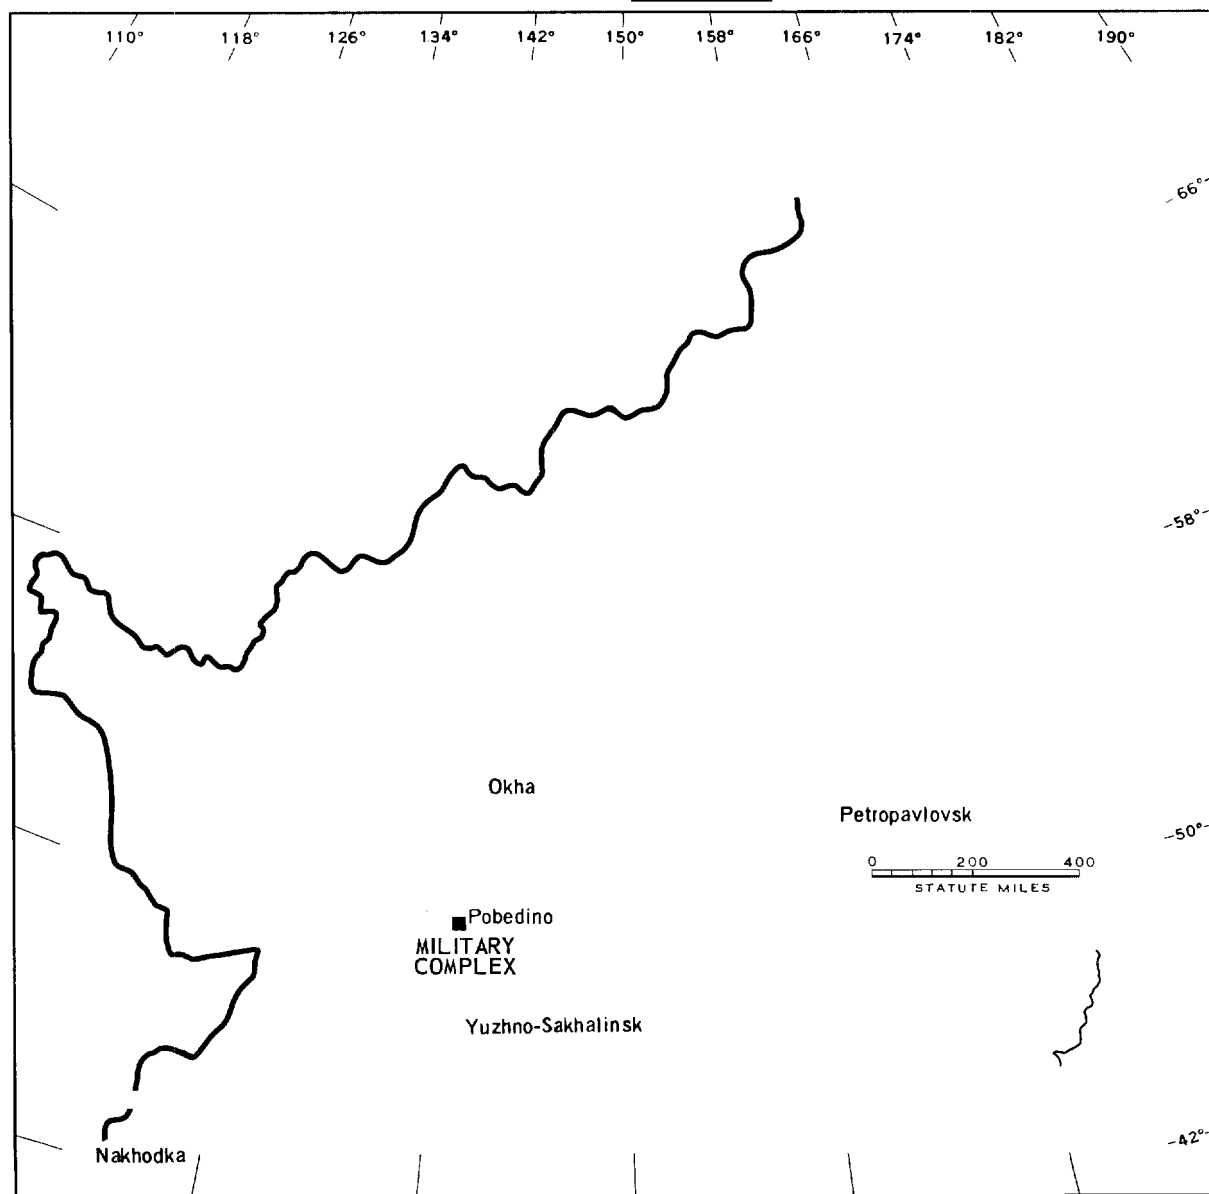 110° 118° 126° 134° 142° 150° 158° 166° 174° 182° 190°
66°
58°
Okha
Petropavlovsk
50°
0 200 400
STATUTE MILES
Pobedino
MILITARY
COMPLEX
Yuzhno-Sakhalinsk
42°
Nakhodka